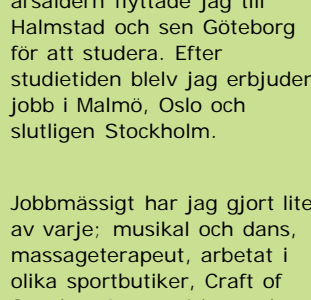 årsåldern flyttade jag till
Halmstad och sen Göteborg
för att studera. Efter
studietiden blelv jag erbjuden
jobb i Malmö, Oslo och
slutligen Stockholm.
Jobbmässigt har jag gjort lite
av varje; musikal och dans,
massageterapeut, arbetat i
olika sportbutiker, Craft of